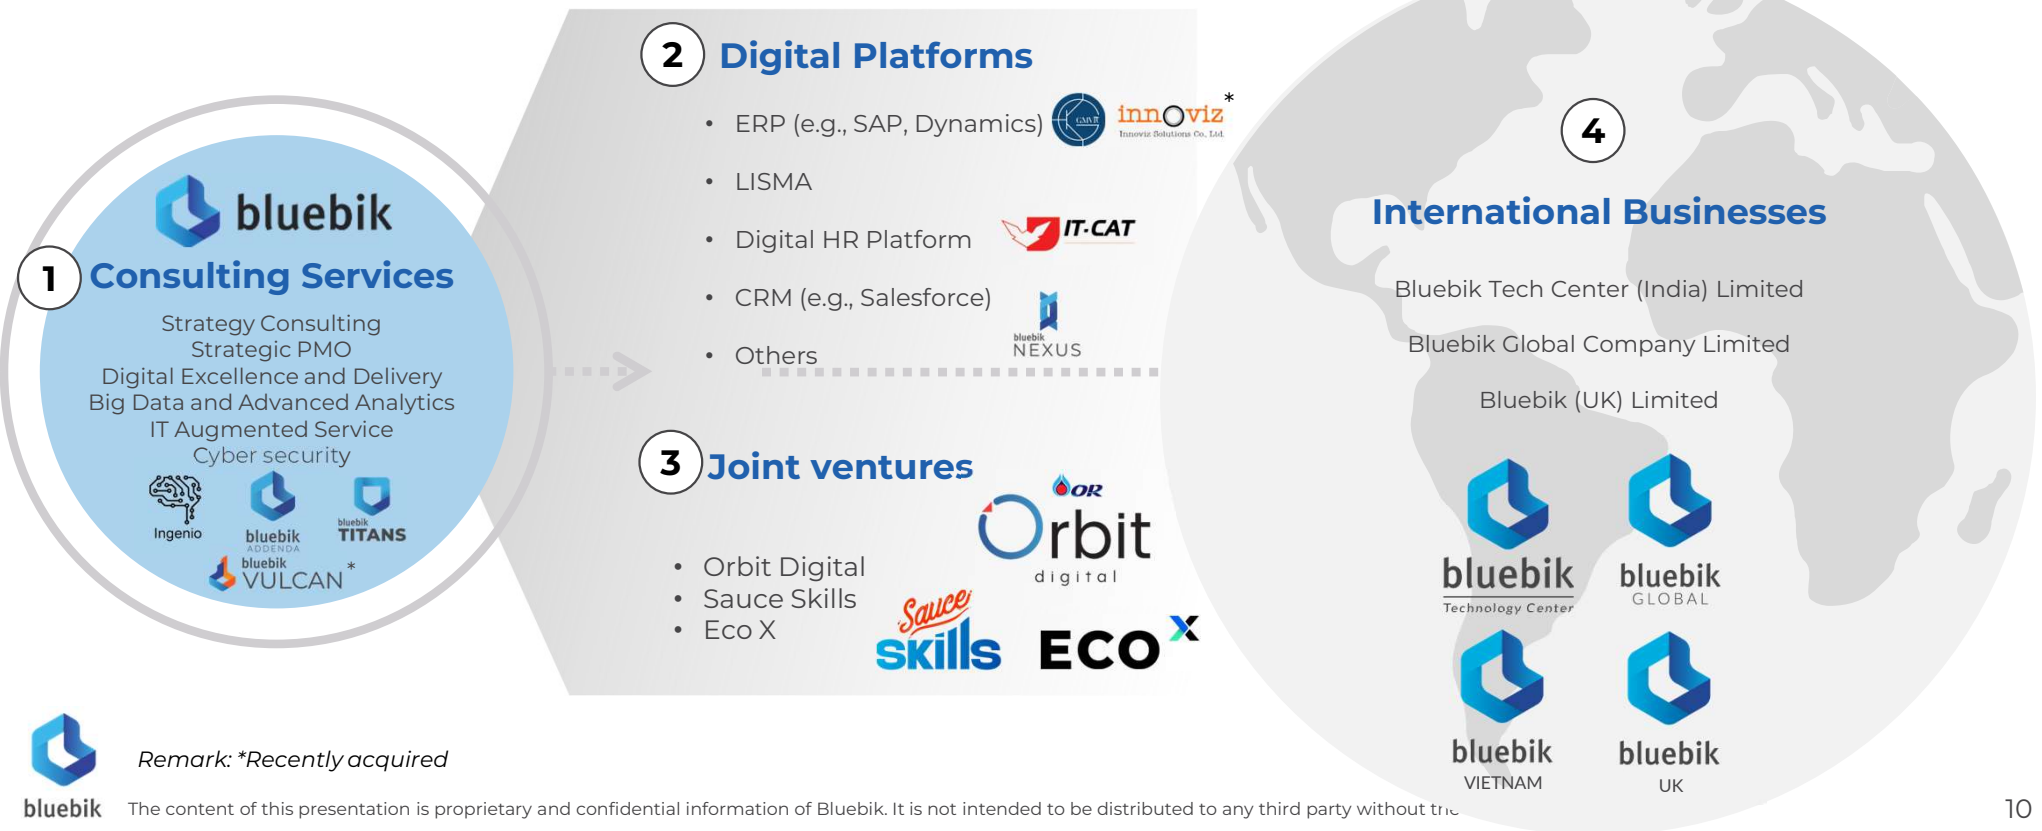 bluebik
1
Consulting Services
Strategy Consulting
Strategic PMO
Digital Excellence and Delivery
Big Data and Advanced Analytics
IT Augmented Service
Cyber security
Ingenio
bluebik
ADDENDA
bluebik
TITANS
bluebik
VULCAN *
2
Digital Platforms
• ERP (e.g., SAP, Dynamics)
GMVR
innoviz *
Innoviz Solutions Co., Ltd.
• LISMA
• Digital HR Platform
IT-CAT
• CRM (e.g., Salesforce)
bluebik
NEXUS
• Others
3
Joint ventures
OR
Orbit
digital
• Orbit Digital
• Sauce Skills
• Eco X
Sauce
Skills
ECO X
4
International Businesses
Bluebik Tech Center (India) Limited
Bluebik Global Company Limited
Bluebik (UK) Limited
bluebik
Technology Center
bluebik
GLOBAL
bluebik
VIETNAM
bluebik
UK
Remark: *Recently acquired
bluebik
The content of this presentation is proprietary and confidential information of Bluebik. It is not intended to be distributed to any third party without
10